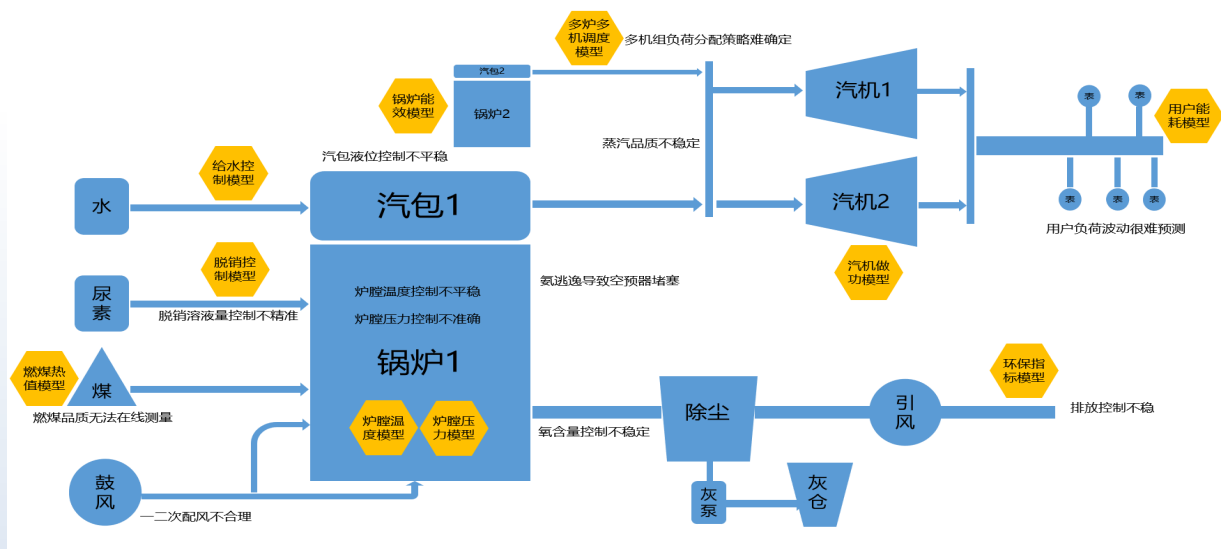 多炉多
机调度
模型
多机组负荷分配策略难确定
汽包2
锅炉能
效模型
锅炉2
汽机1
表
表
用户能
耗模型
汽包液位控制不平稳
蒸汽品质不稳定
给水控
制模型
水
汽包1
汽机2
表
表
表
用户负荷波动很难预测
汽机做
功模型
脱销控
制模型
尿
素
脱销溶液量控制不精准
氨逃逸导致空预器堵塞
炉膛温度控制不平稳
炉膛压力控制不准确
锅炉1
燃煤热
值模型
煤
燃煤品质无法在线测量
炉膛温
度模型
炉膛压
力模型
氧含量控制不稳定
除尘
引
风
环保指
标模型
排放控制不稳
鼓
风
一二次配风不合理
灰
泵
灰
仓